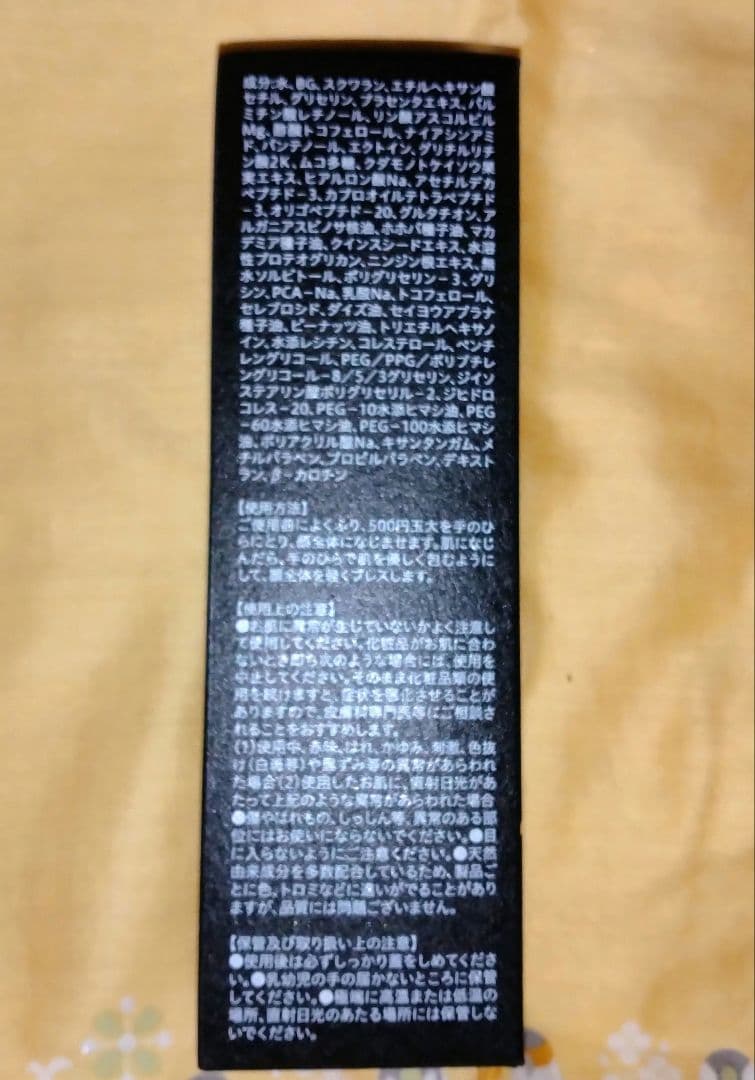 成分:水、BG、スクワラン、エチルヘキサン酸
セチル、グリセリン、プラセンタエキス、パル
ミチン酸レチノール、リン酸アスコルビル
Mg、酢酸トコフェロール、ナイアシンアミ
ド、パンテノール、エクトイン、グリチルリチ
ン酸2K、ムコ多糖、クダモノトケイソウ果
実エキス、ヒアルロン酸Na、アセチルデカ
ペプチド-3、カプロオイルテトラペプチド
-3、オリゴペプチド-20、グルタチオン、ア
ルガニアスピノサ核油、ホホバ種子油、マカ
デミア種子油、クインスシードエキス、水溶
性プロテオグリカン、ニンジン根エキス、無
水ソルビトール、ポリグリセリン-3、グリ
シン、PCA-Na、乳酸Na、トコフェロール、
セレブロシド、ダイズ油、セイヨウアブラナ
種子油、ピーナッツ油、トリエチルヘキサノ
イン、水添レシチン、コレステロール、ペンチ
レングリコール、PEG/PPG/ポリブチレ
ングリコール-8/5/3グリセリン、ジイソ
ステアリン酸ポリグリセリル-2、ジヒドロ
コレス-20、PEG-10水添ヒマシ油、PEG
-60水添ヒマシ油、PEG-100水添ヒマシ
油、ポリアクリル酸Na、キサンタンガム、メ
チルパラベン、プロピルパラベン、デキスト
ラン、β-カロチン
【使用方法】
ご使用前によくふり、500円玉大を手のひ
らにとり、顔全体になじませます。肌になじ
んだら、手のひらで肌を優しく包むように
して、顔全体を軽くプレスします。
【使用上の注意】
●お肌に異常が生じていないかよく注意し
て使用してください。化粧品がお肌に合わ
ないとき即ち次のような場合には、使用を
中止してください。そのまま化粧品類の使
用を続けますと、症状を悪化させることが
ありますので、皮膚科専門医等にご相談さ
れることをおすすめします。
(1)使用中、赤味、はれ、かゆみ、刺激、色抜
け(白斑等)や黒ずみ等の異常があらわれ
た場合(2)使用したお肌に、直射日光があ
たって上記のような異常があらわれた場合
●傷やはれもの、しっしん等、異常のある部
位にはお使いにならないでください。●目
に入らないようにご注意ください。●天然
由来成分を多数配合しているため、製品ご
とに色、トロミなどに違いがでることがあり
ますが、品質には問題ございません。
【保管及び取り扱い上の注意】
●使用後は必ずしっかり蓋をしめてくださ
い。●乳幼児の手の届かないところに保管
してください。●極端に高温または低温の
場所、直射日光のあたる場所には保管しな
いでください。